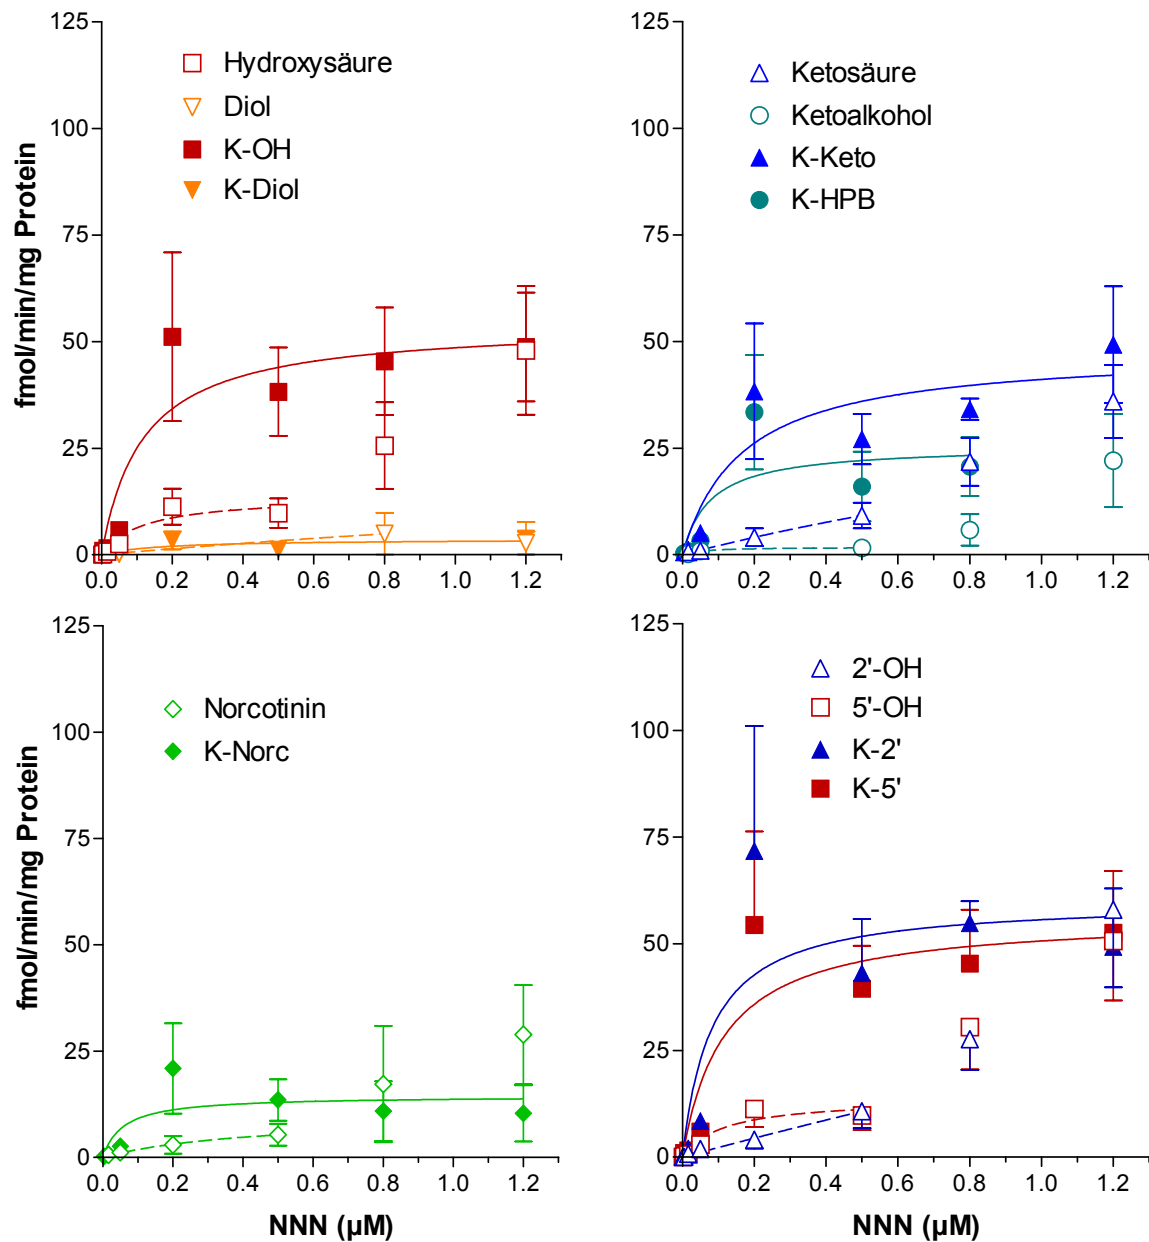 125
100
75
50
25
0
fmol/min/mg Protein
Hydroxysäure
Diol
K-OH
K-Diol
0.0 0.2 0.4 0.6 0.8 1.0 1.2
125
100
75
50
25
0
Ketosäure
Ketoalkohol
K-Keto
K-HPB
0.0 0.2 0.4 0.6 0.8 1.0 1.2
125
100
75
50
25
0
fmol/min/mg Protein
Norcotinin
K-Norc
0.0 0.2 0.4 0.6 0.8 1.0 1.2
NNN (µM)
125
100
75
50
25
0
2'-OH
5'-OH
K-2'
K-5'
0.0 0.2 0.4 0.6 0.8 1.0 1.2
NNN (µM)